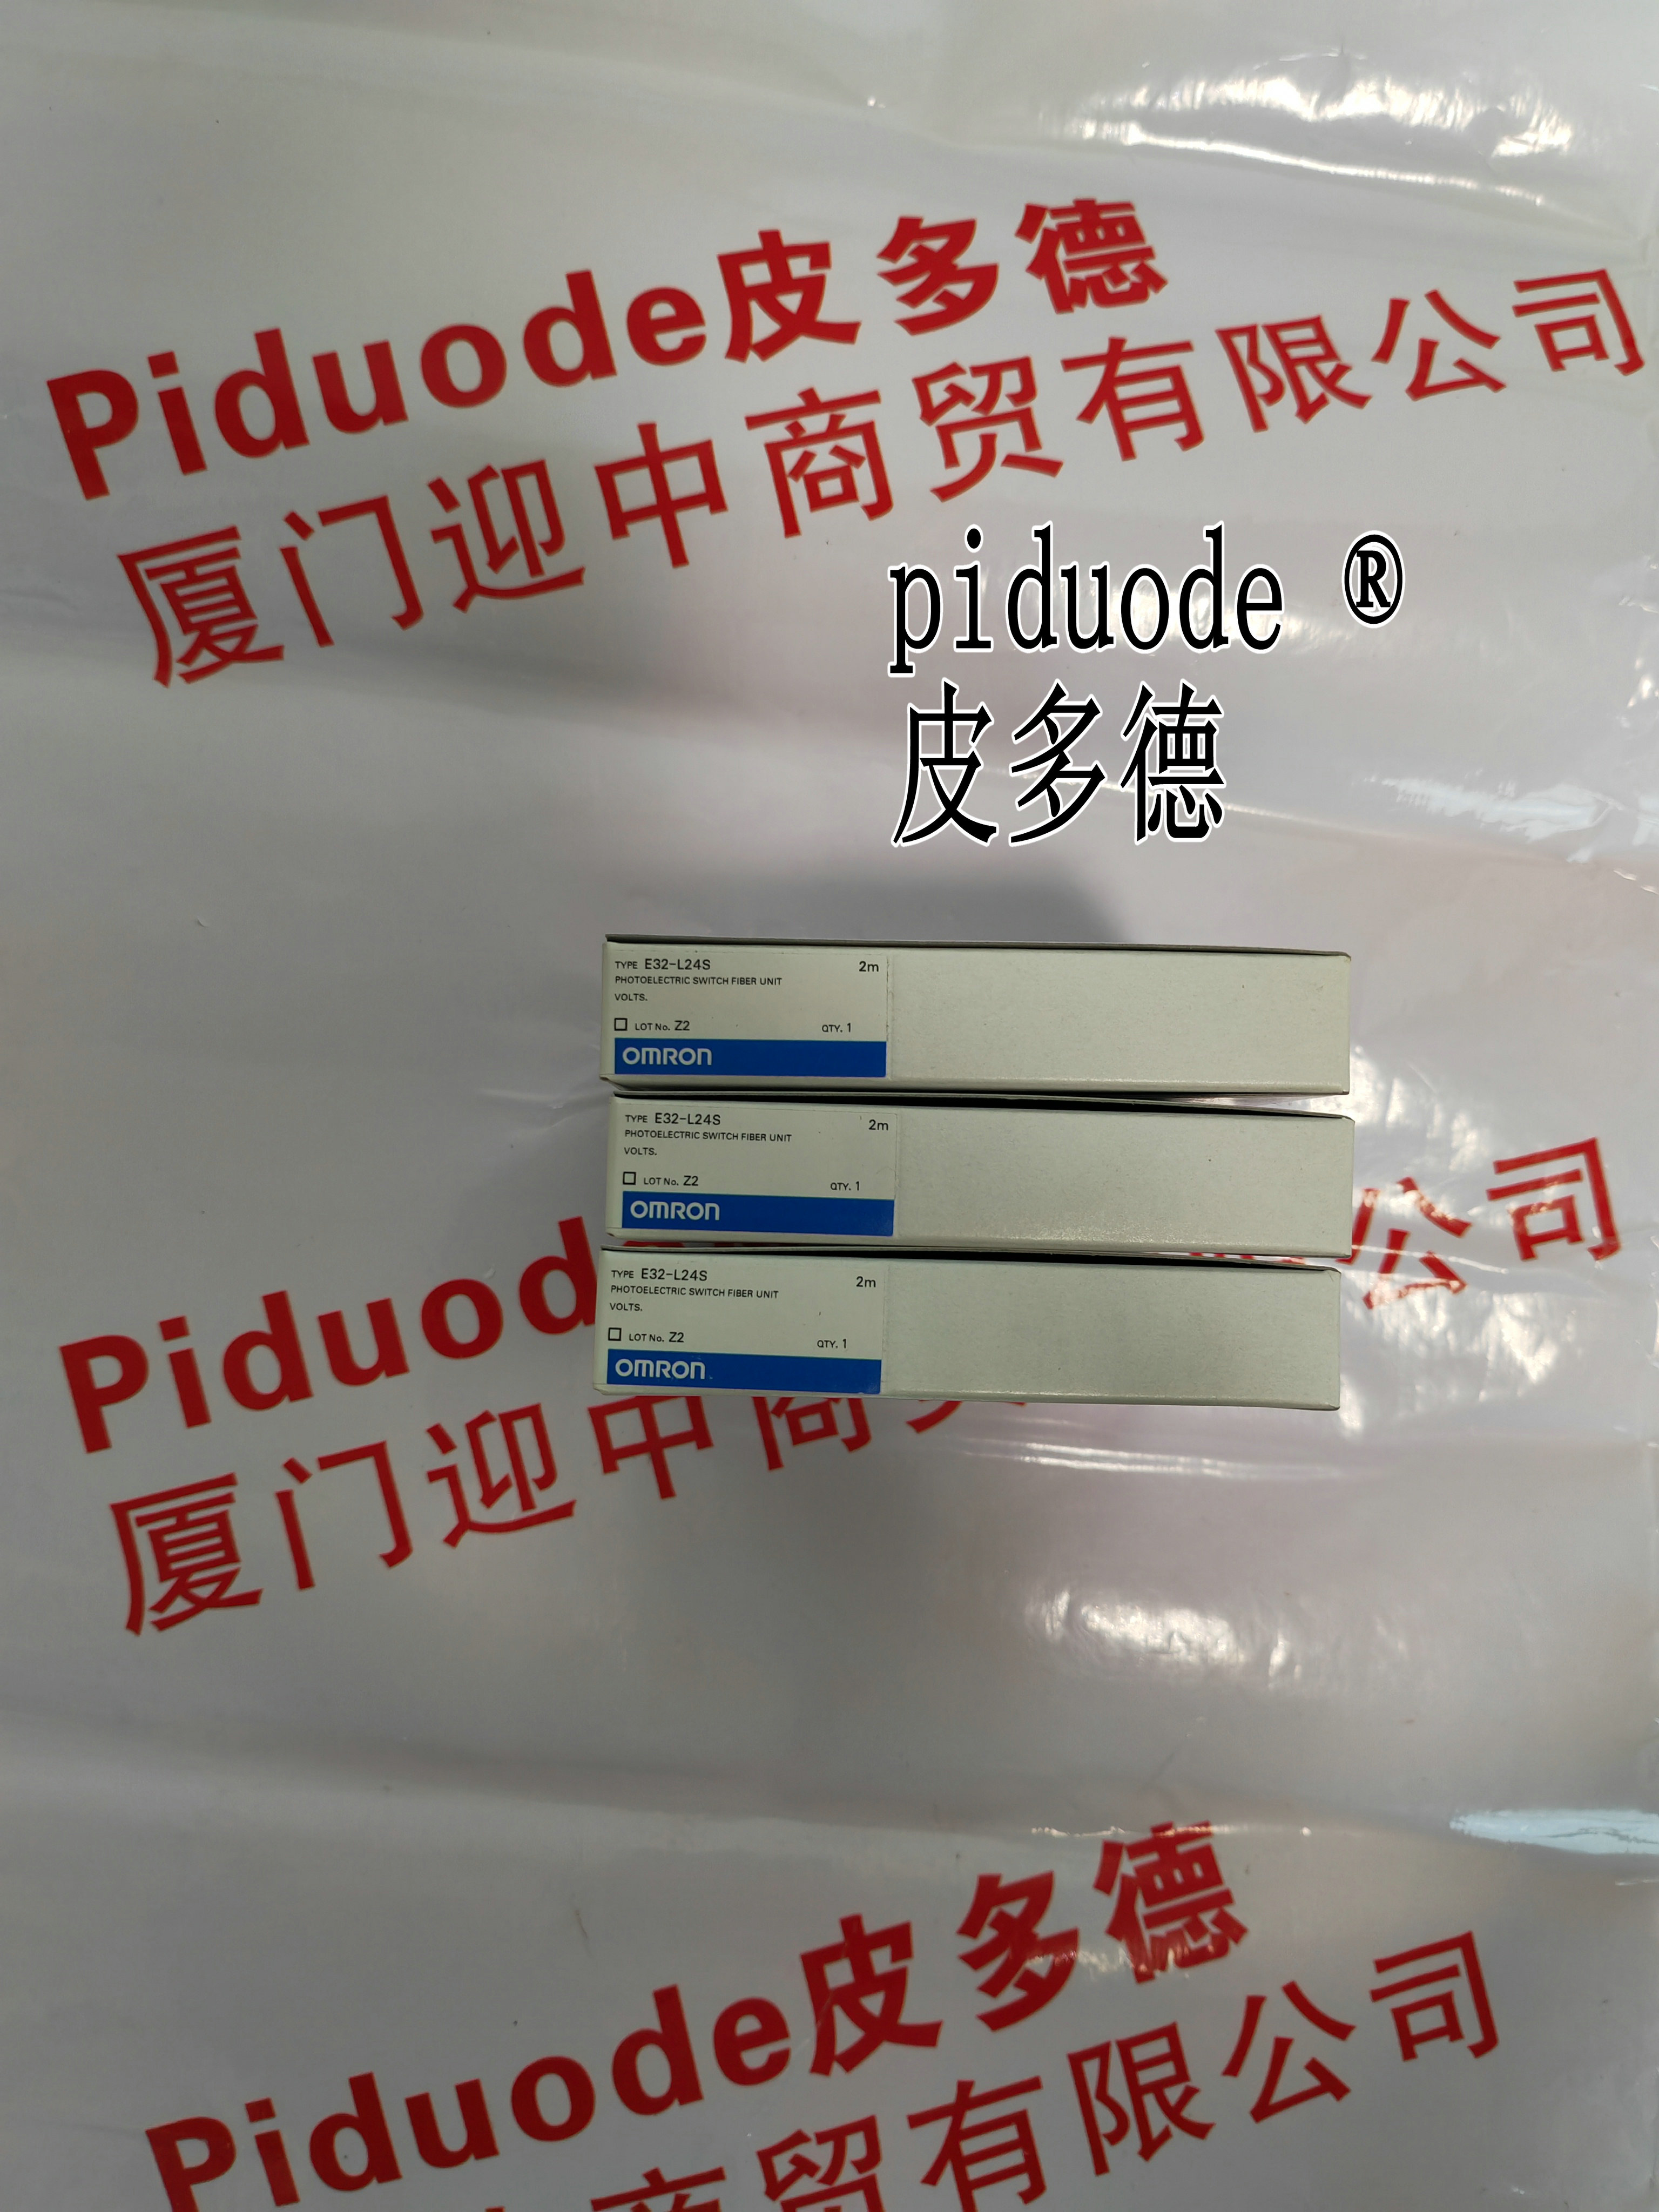 Piduode皮多德
厦门迎中商贸有限公司
piduode ®
皮多德
TYPE E32-L24S 2m
PHOTOELECTRIC SWITCH FIBER UNIT
VOLTS.
LOT No. Z2 QTY. 1
OMRON
TYPE E32-L24S 2m
PHOTOELECTRIC SWITCH FIBER UNIT
VOLTS.
LOT No. Z2 QTY. 1
OMRON
TYPE E32-L24S 2m
PHOTOELECTRIC SWITCH FIBER UNIT
VOLTS.
LOT No. Z2 QTY. 1
OMRON
Piduod
厦门迎中商 公司
Piduode皮多德
商贸有限公司